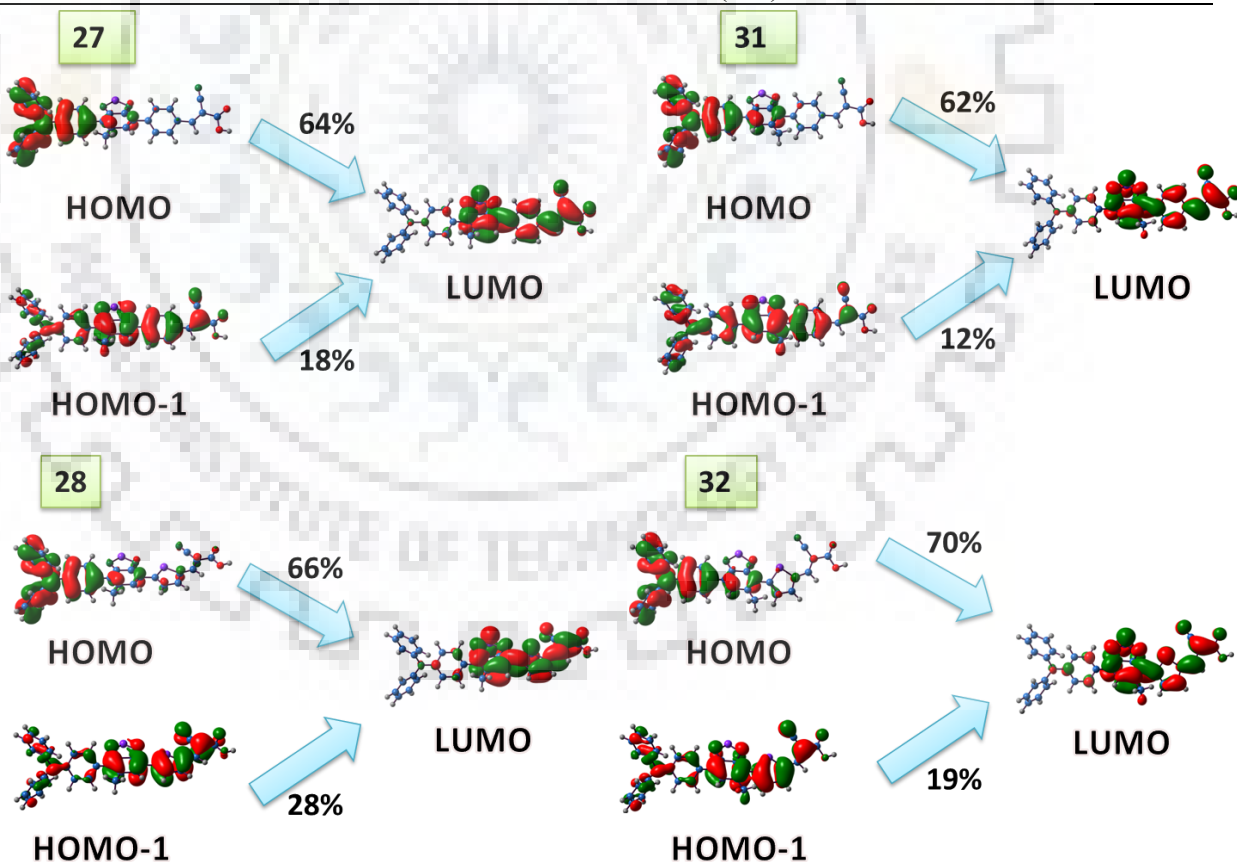 27
31
64%
62%
HOMO
HOMO
LUMO
LUMO
18%
12%
HOMO-1
HOMO-1
28
32
66%
70%
HOMO
HOMO
LUMO
LUMO
28%
19%
HOMO-1
HOMO-1